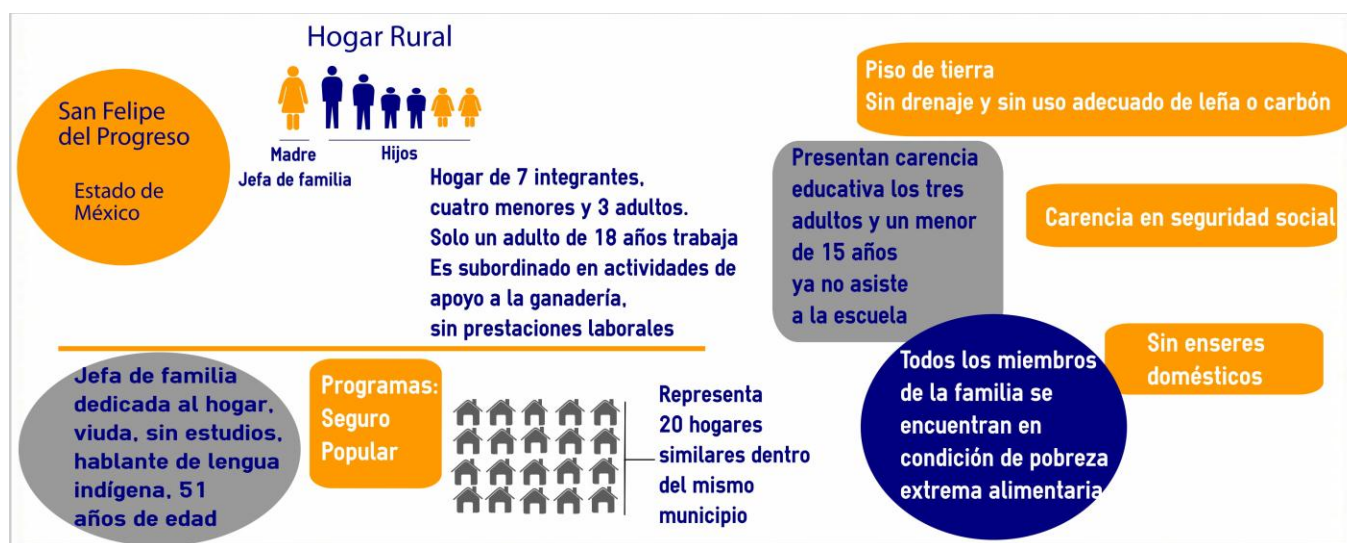 Hogar Rural
San Felipe
del Progreso
Estado de
México
Madre
Jefa de familia
Hijos
Hogar de 7 integrantes,
cuatro menores y 3 adultos.
Solo un adulto de 18 años trabaja
Es subordinado en actividades de
apoyo a la ganadería,
sin prestaciones laborales
Piso de tierra
Sin drenaje y sin uso adecuado de leña o carbón
Presentan carencia
educativa los tres
adultos y un menor
de 15 años
ya no asiste
a la escuela
Carencia en seguridad social
Sin enseres
domésticos
Todos los miembros
de la familia se
encuentran en
condición de pobreza
extrema alimentaria
Jefa de familia
dedicada al hogar,
viuda, sin estudios,
hablante de lengua
indígena, 51
años de edad
Programas:
Seguro
Popular
Representa
20 hogares
similares dentro
del mismo
municipio